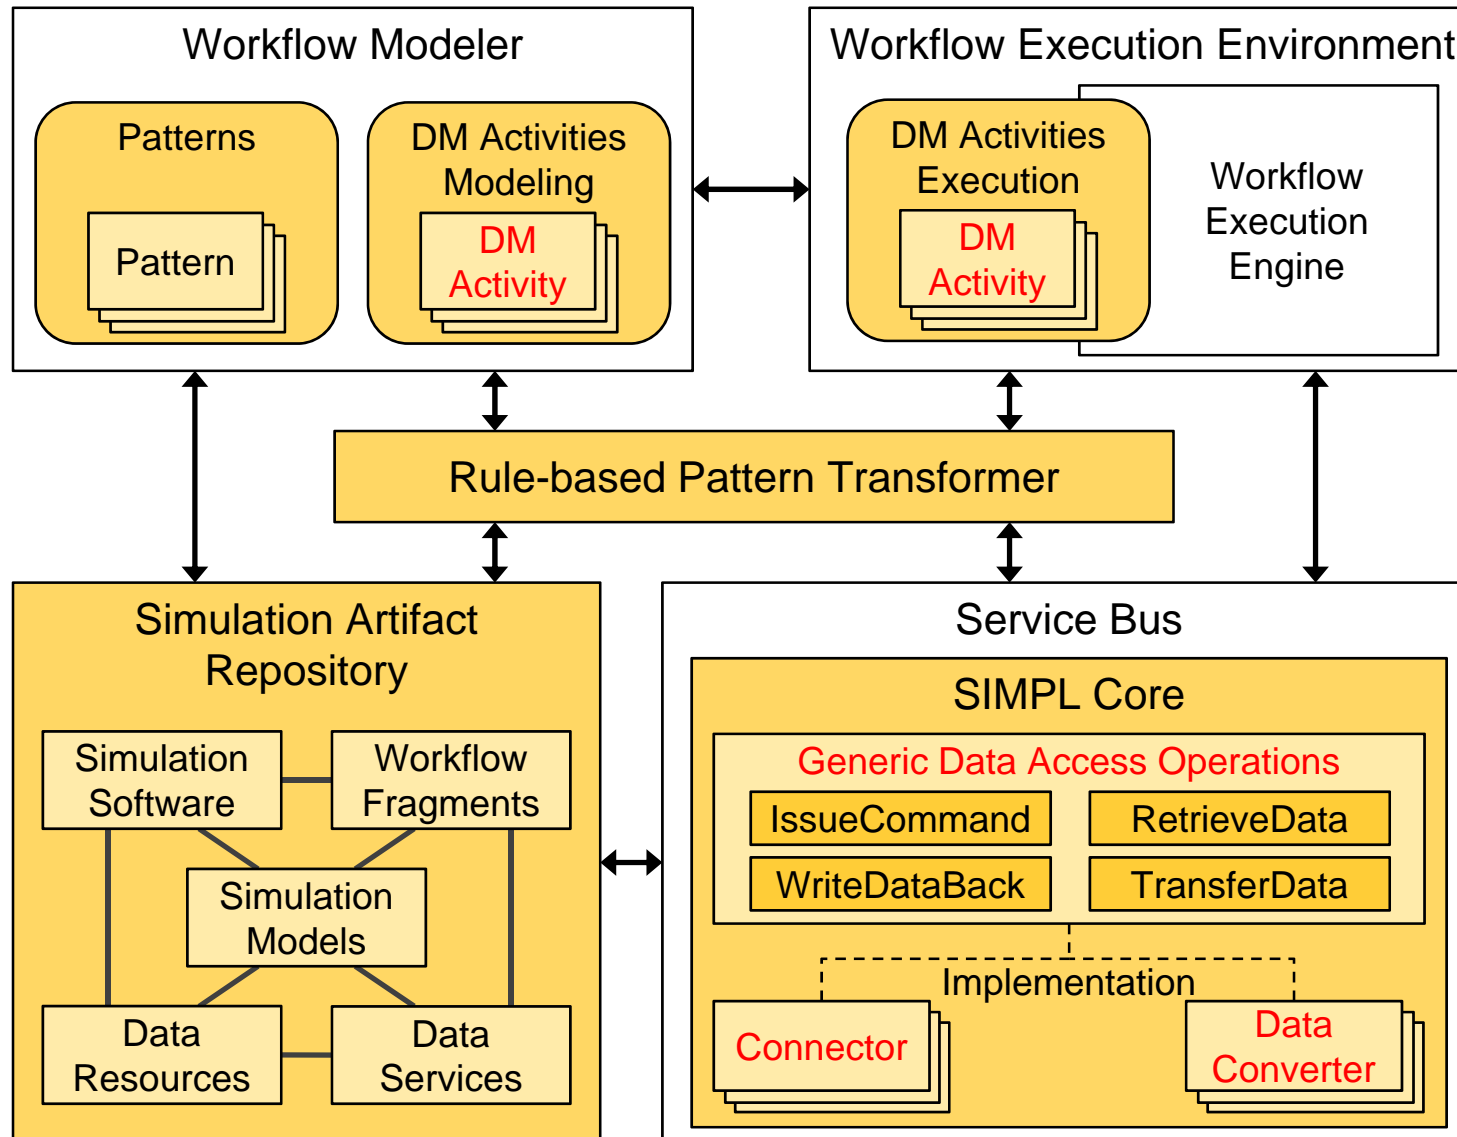 Workflow Modeler
Patterns
Pattern
DM Activities
Modeling
DM
Activity
Workflow Execution Environment
DM Activities
Execution
DM
Activity
Workflow
Execution
Engine
Rule-based Pattern Transformer
Simulation Artifact
Repository
Simulation
Software
Workflow
Fragments
Simulation
Models
Data
Resources
Data
Services
Service Bus
SIMPL Core
Generic Data Access Operations
IssueCommand
RetrieveData
WriteDataBack
TransferData
Implementation
Connector
Data
Converter